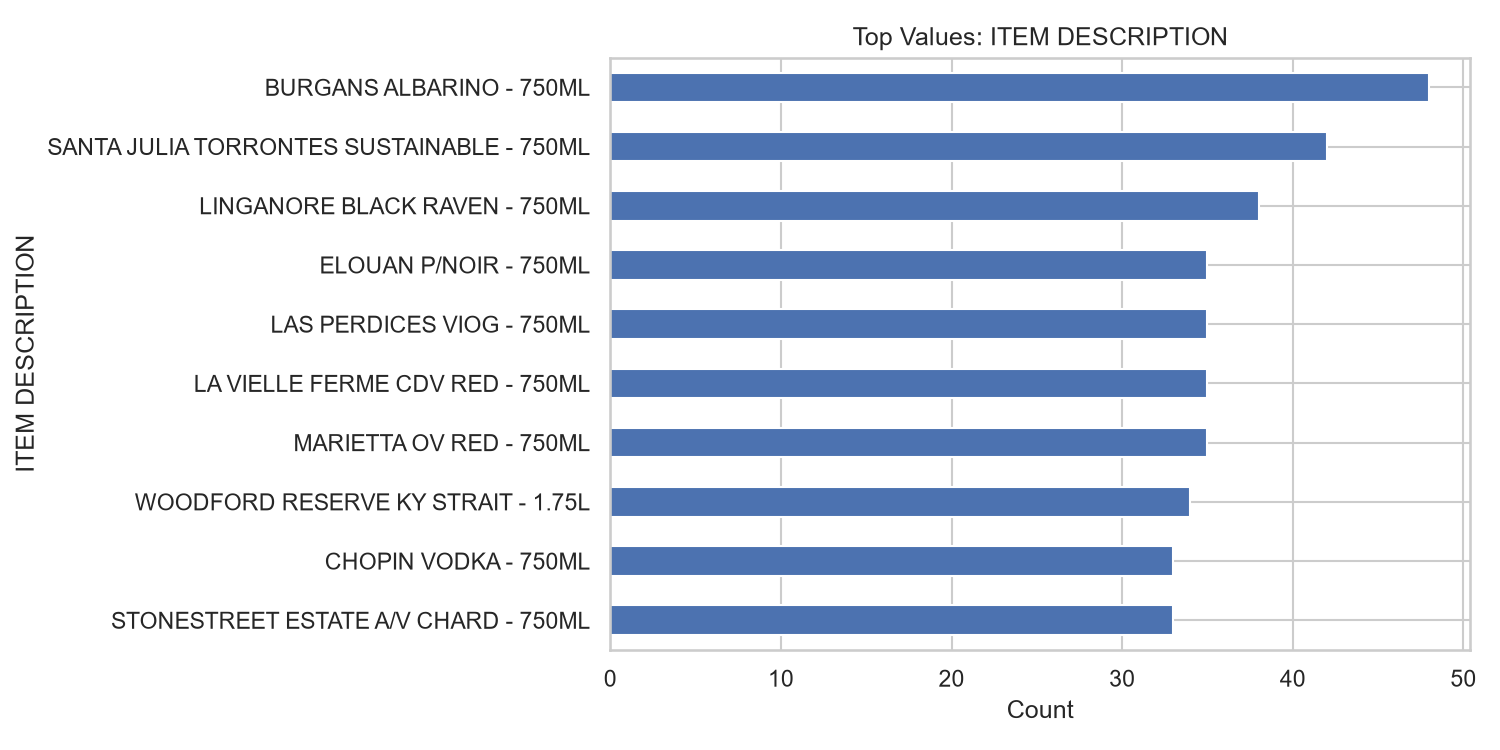 Top Values: ITEM DESCRIPTION
ITEM DESCRIPTION
BURGANS ALBARINO - 750ML
SANTA JULIA TORRONTES SUSTAINABLE - 750ML
LINGANORE BLACK RAVEN - 750ML
ELOUAN P/NOIR - 750ML
LAS PERDICES VIOG - 750ML
LA VIELLE FERME CDV RED - 750ML
MARIETTA OV RED - 750ML
WOODFORD RESERVE KY STRAIT - 1.75L
CHOPIN VODKA - 750ML
STONESTREET ESTATE A/V CHARD - 750ML
0 10 20 30 40 50
Count